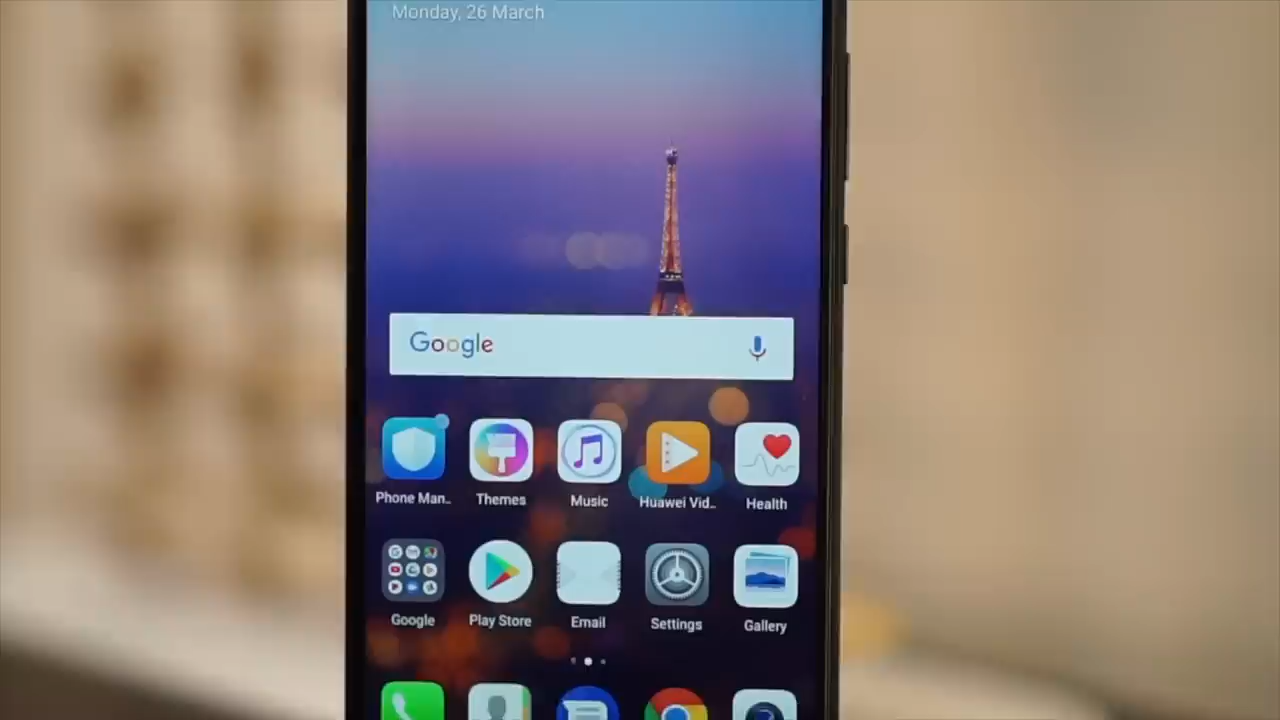 Monday, 26 March
Google
Phone Man..
Themes
Music
Huawei Vid..
Health
Google
Play Store
Email
Settings
Gallery